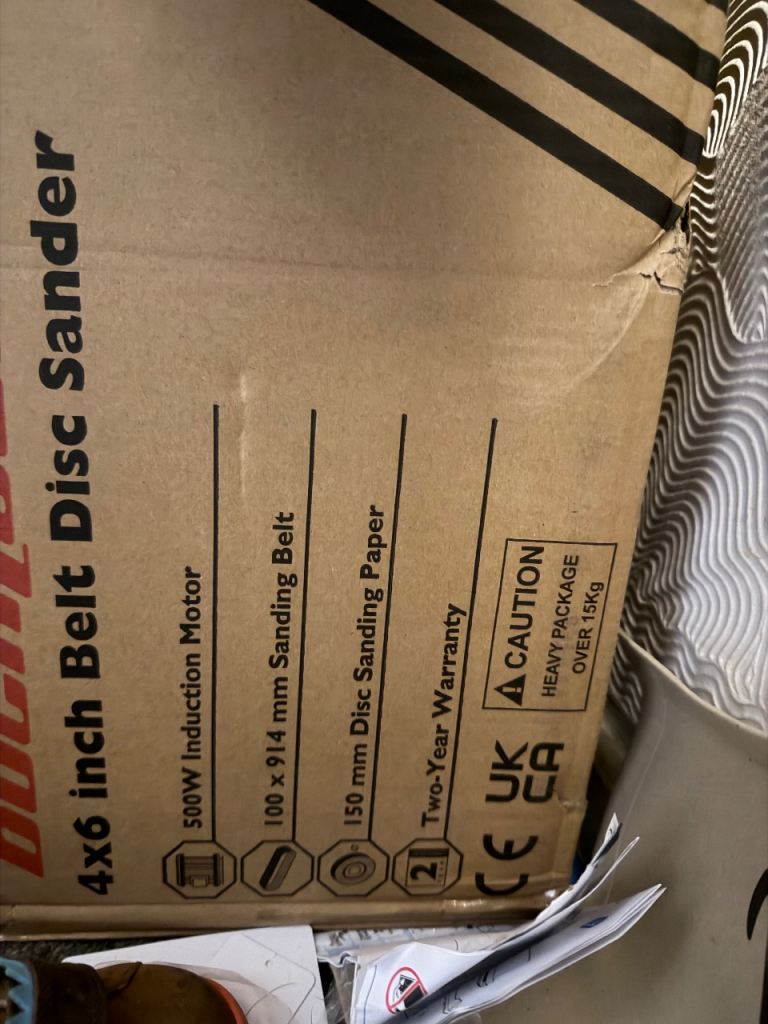 4x6 inch Belt Disc Sander
500W Induction Motor
100 x 914 mm Sanding Belt
150 mm Disc Sanding Paper
2
Two-Year Warranty
CE
UK
CA
CAUTION
HEAVY PACKAGE
OVER 15Kg